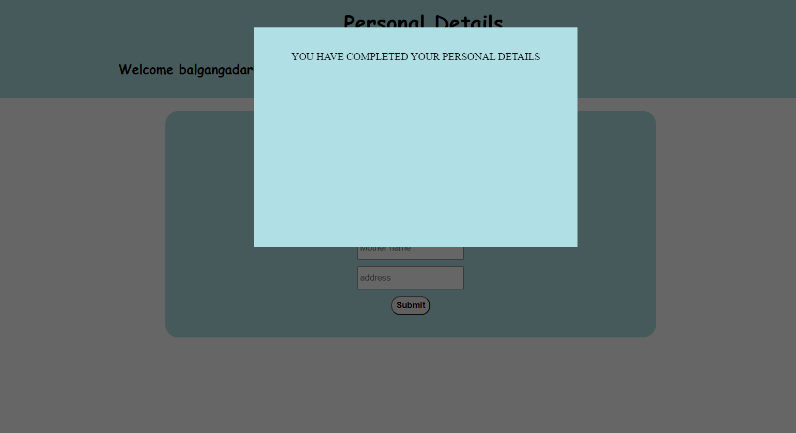 Personal Details
Welcome balgangadar
YOU HAVE COMPLETED YOUR PERSONAL DETAILS
Mother name
address
Submit